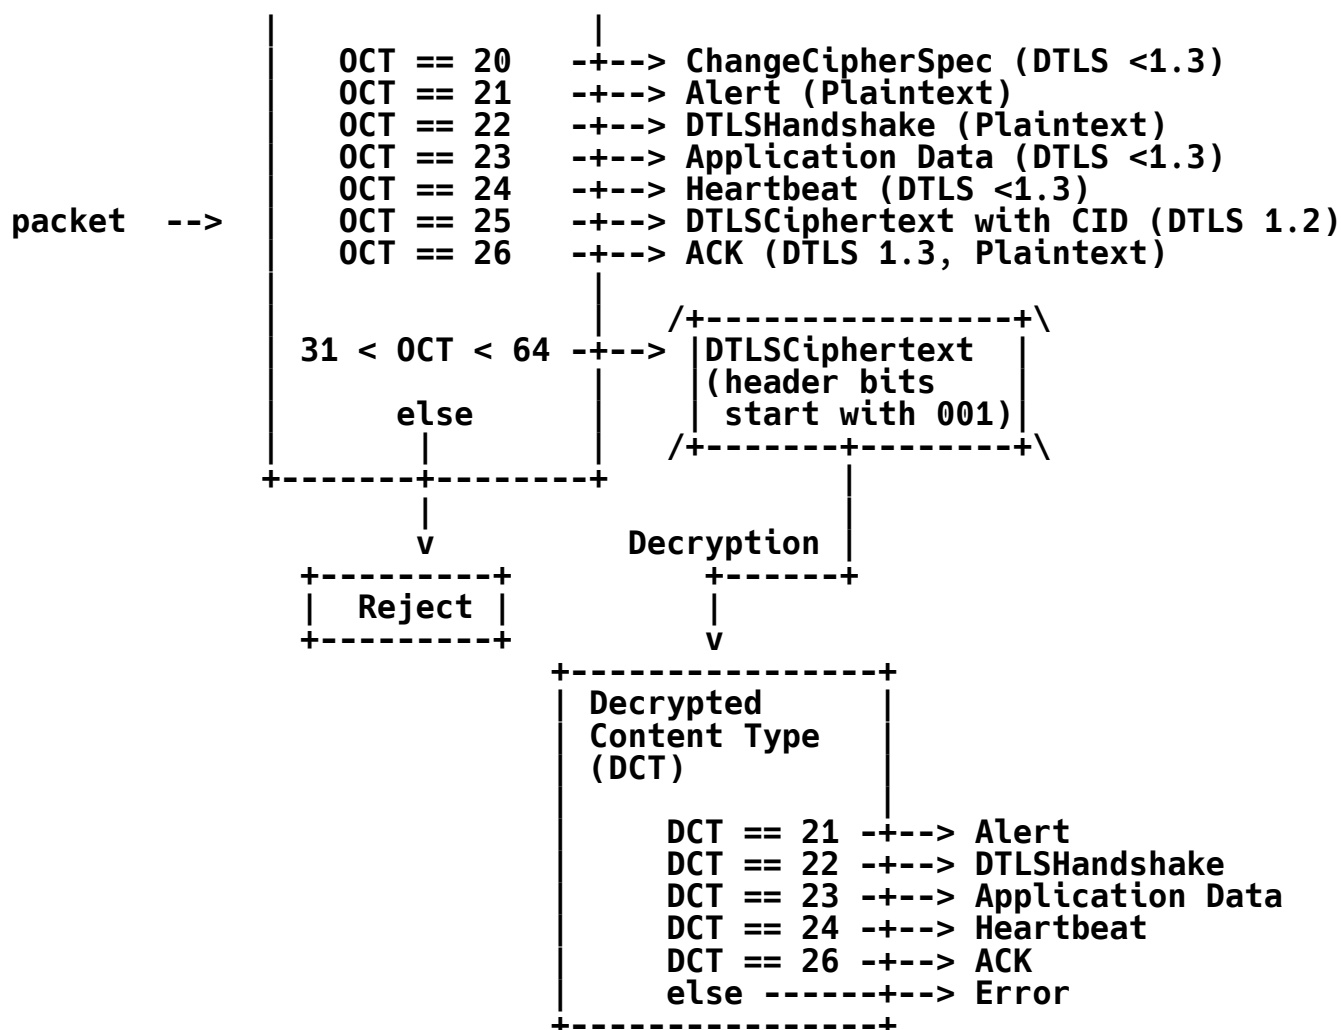 OCT == 20 -+--> ChangeCipherSpec (DTLS <1.3)
OCT == 21 -+--> Alert (Plaintext)
OCT == 22 -+--> DTLSHandshake (Plaintext)
OCT == 23 -+--> Application Data (DTLS <1.3)
OCT == 24 -+--> Heartbeat (DTLS <1.3)
packet --> OCT == 25 -+--> DTLSCiphertext with CID (DTLS 1.2)
OCT == 26 -+--> ACK (DTLS 1.3, Plaintext)
31 < OCT < 64 -+--> DTLSCiphertext
(header bits
else start with 001)
v Decryption
Reject
v
Decrypted
Content Type
(DCT)
DCT == 21 -+--> Alert
DCT == 22 -+--> DTLSHandshake
DCT == 23 -+--> Application Data
DCT == 24 -+--> Heartbeat
DCT == 26 -+--> ACK
else ------+--> Error